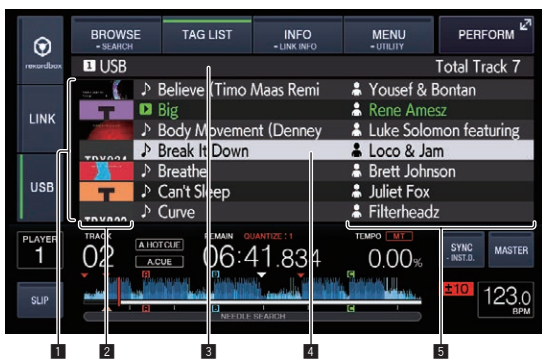 BROWSE
- SEARCH
TAG LIST
INFO
- LINK INFO
MENU
- UTILITY
PERFORM
rekordbox
1 USB
Total Track 7
Believe (Timo Maas Remi
Yousef & Bontan
Big
Rene Amesz
LINK
Body Movement (Denney
Luke Solomon featuring
Break It Down
Loco & Jam
Breathe
Brett Johnson
USB
Can't Sleep
Juliet Fox
Curve
Filterheadz
PLAYER
1
TRACK
02
A.HOT CUE
A.CUE
REMAIN
QUANTIZE : 1
06:41.834
TEMPO
MT
0.00%
SYNC
- INST.D.
MASTER
SLIP
A
D
C
±10
123.0
BPM
A
D
C
NEEDLE SEARCH
1
2
3
4
5